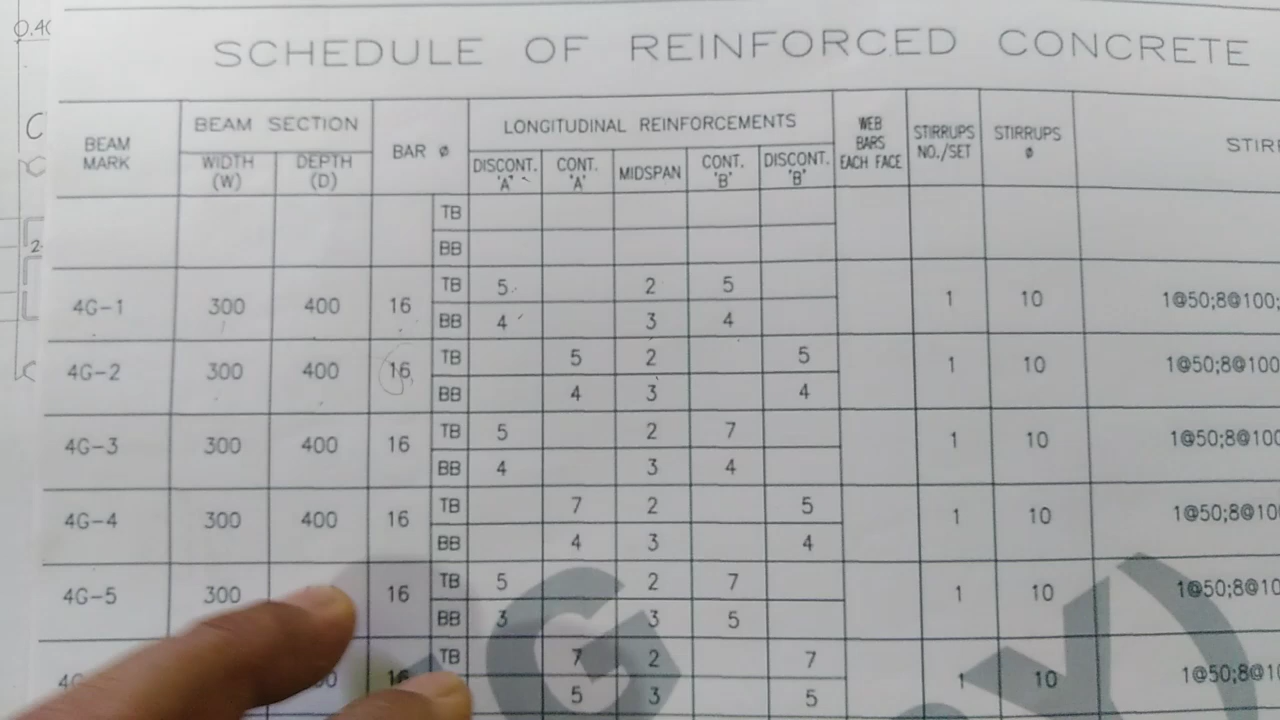 0.40
SCHEDULE OF REINFORCED CONCRETE
BEAM MARK
BEAM SECTION
WIDTH (W)
DEPTH (D)
BAR ø
LONGITUDINAL REINFORCEMENTS
DISCONT. 'A'
CONT. 'A'
MIDSPAN
CONT. 'B'
DISCONT. 'B'
WEB BARS EACH FACE
STIRRUPS NO./SET
STIRRUPS ø
TB
BB
4G-1 300 400 16 TB 5 2 5 1 10 1@50;8@100;
BB 4 3 4
4G-2 300 400 16 TB 5 2 5 1 10 1@50;8@100
BB 4 3 4
4G-3 300 400 16 TB 5 2 7 1 10 1@50;8@100
BB 4 3 4
4G-4 300 400 16 TB 7 2 5 1 10 1@50;8@100
BB 4 3 4
4G-5 300 16 TB 5 2 7 1 10 1@50;8@10
BB 3 3 5
16 TB 7 2 7 1 10 1@50;8@10
5 3 5